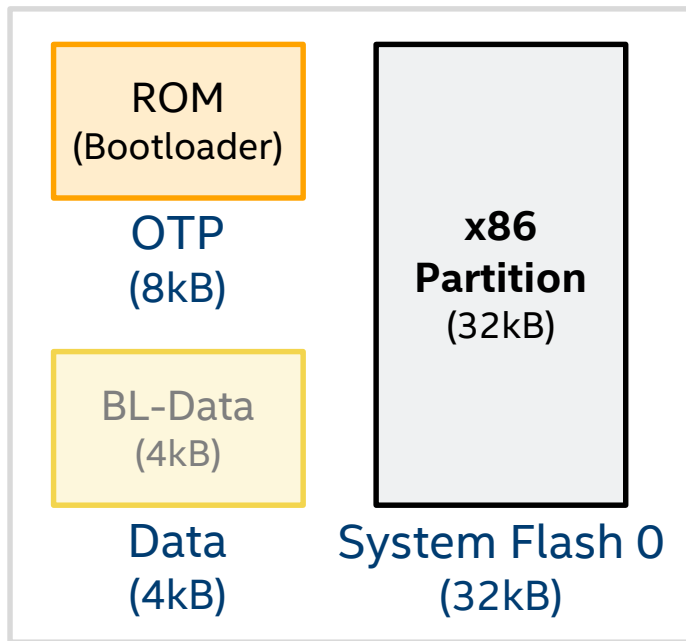 ROM
(Bootloader)
OTP
(8kB)
BL-Data
(4kB)
Data
(4kB)
x86
Partition
(32kB)
System Flash 0
(32kB)